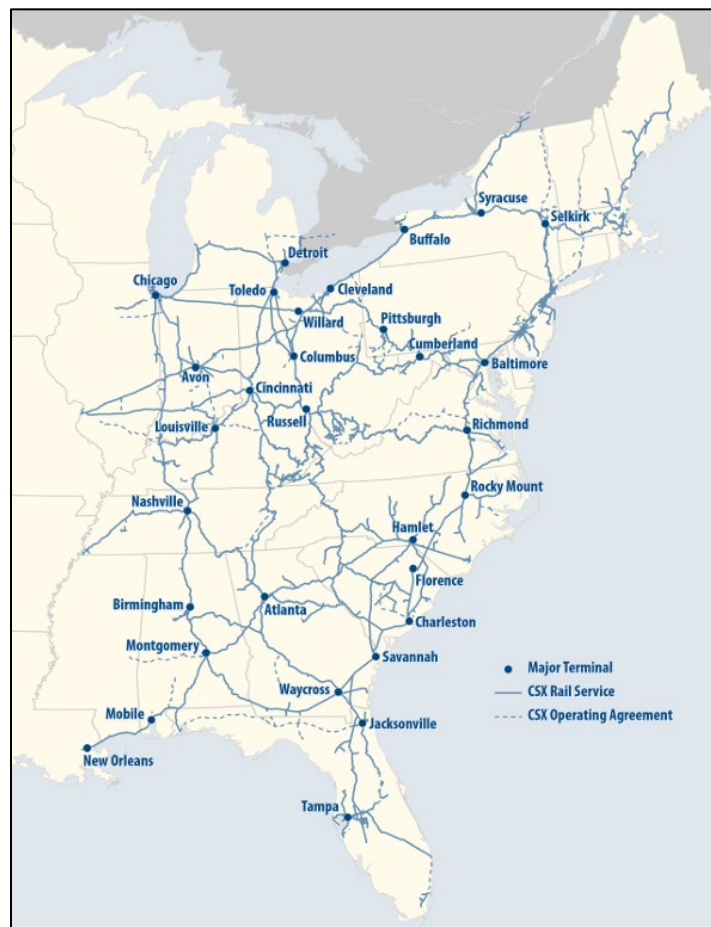 Syracuse
Selkirk
Buffalo
Detroit
Chicago
Toledo
Cleveland
Willard
Pittsburgh
Cumberland
Columbus
Baltimore
Avon
Cincinnati
Russell
Louisville
Richmond
Nashville
Rocky Mount
Hamlet
Florence
Birmingham
Atlanta
Charleston
Montgomery
Savannah
Major Terminal
Waycross
CSX Rail Service
Mobile
Jacksonville
CSX Operating Agreement
New Orleans
Tampa